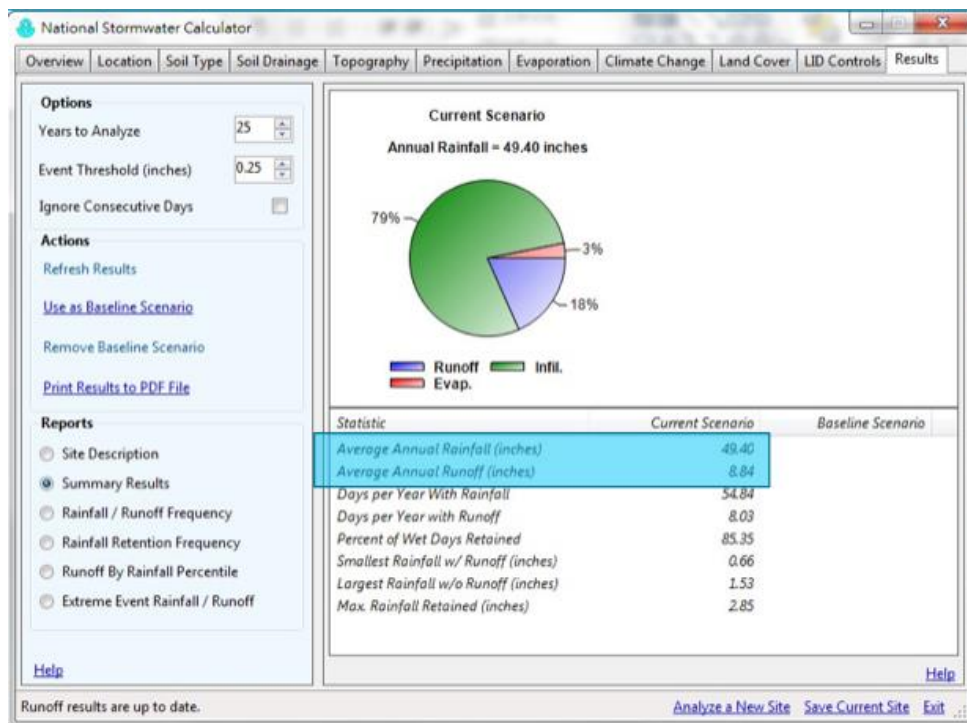 National Stormwater Calculator
Overview Location Soil Type Soil Drainage Topography Precipitation Evaporation Climate Change Land Cover LID Controls Results
Options
Years to Analyze 25
Event Threshold (inches) 0.25
Ignore Consecutive Days
Actions
Refresh Results
Use as Baseline Scenario
Remove Baseline Scenario
Print Results to PDF File
Reports
Site Description
Summary Results
Rainfall / Runoff Frequency
Rainfall Retention Frequency
Runoff By Rainfall Percentile
Extreme Event Rainfall / Runoff
Help
Current Scenario
Annual Rainfall = 49.40 inches
79%
3%
18%
Runoff Infil.
Evap.
Statistic Current Scenario Baseline Scenario
Average Annual Rainfall (inches) 49.40
Average Annual Runoff (inches) 8.84
Days per Year With Rainfall 54.84
Days per Year with Runoff 8.03
Percent of Wet Days Retained 85.35
Smallest Rainfall w/ Runoff (inches) 0.66
Largest Rainfall w/o Runoff (inches) 1.53
Max. Rainfall Retained (inches) 2.85
Help
Runoff results are up to date. Analyze a New Site Save Current Site Exit